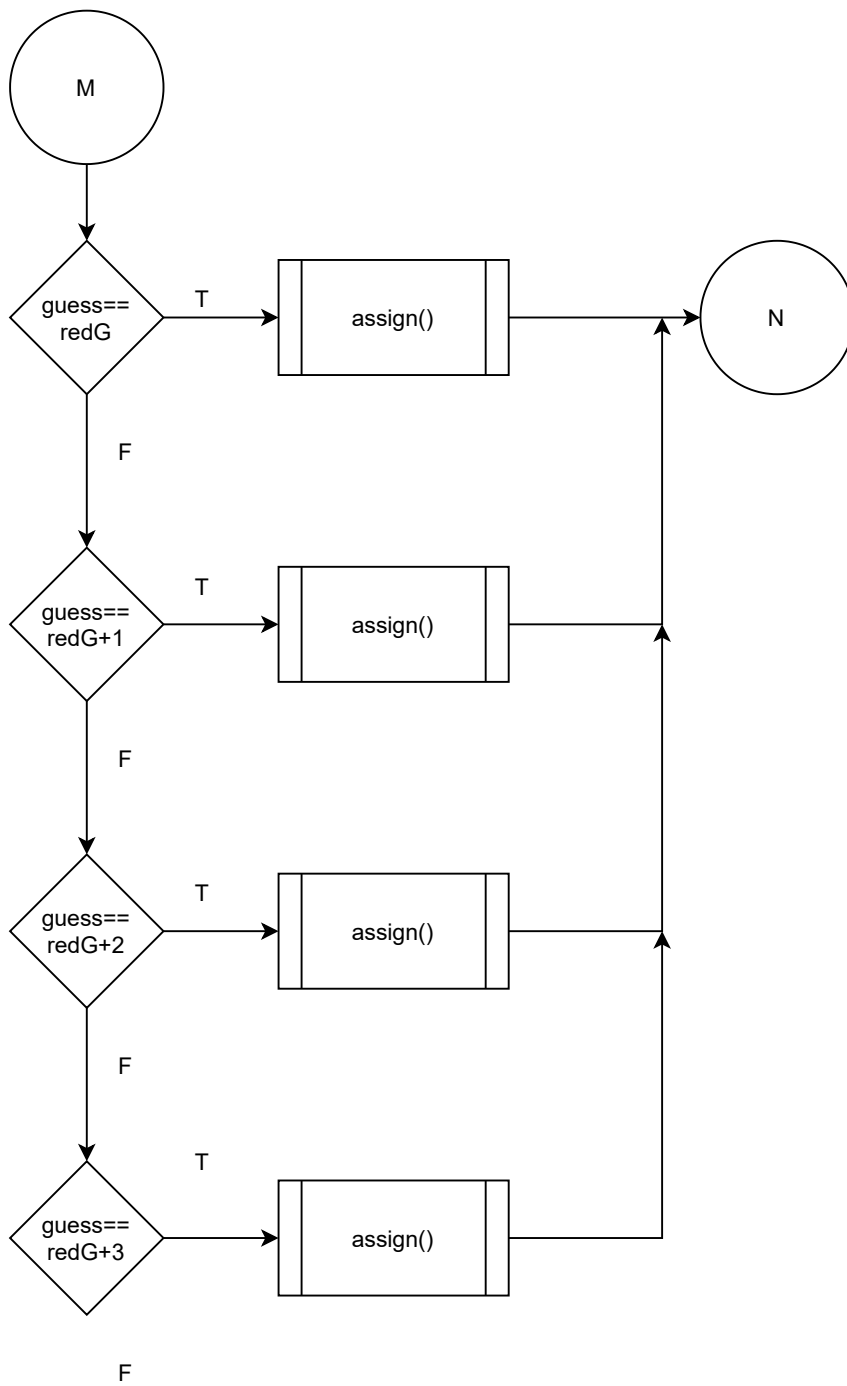 M
guess==
redG
T
assign()
N
F
guess==
redG+1
T
assign()
F
guess==
redG+2
T
assign()
F
guess==
redG+3
T
assign()
F